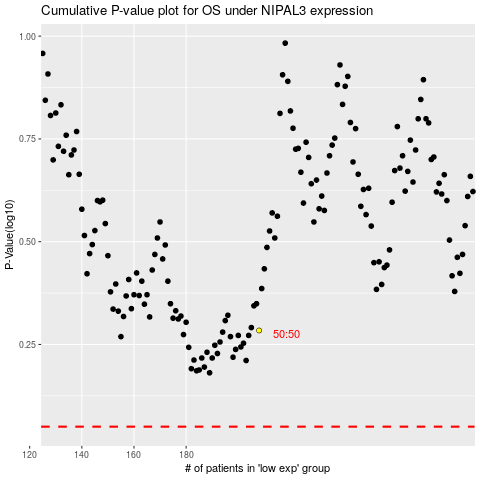 Cumulative P-value plot for OS under NIPAL3 expression
P-Value(log10)
1.00
0.75
0.50
0.25
50:50
120 140 160 180
# of patients in 'low exp' group